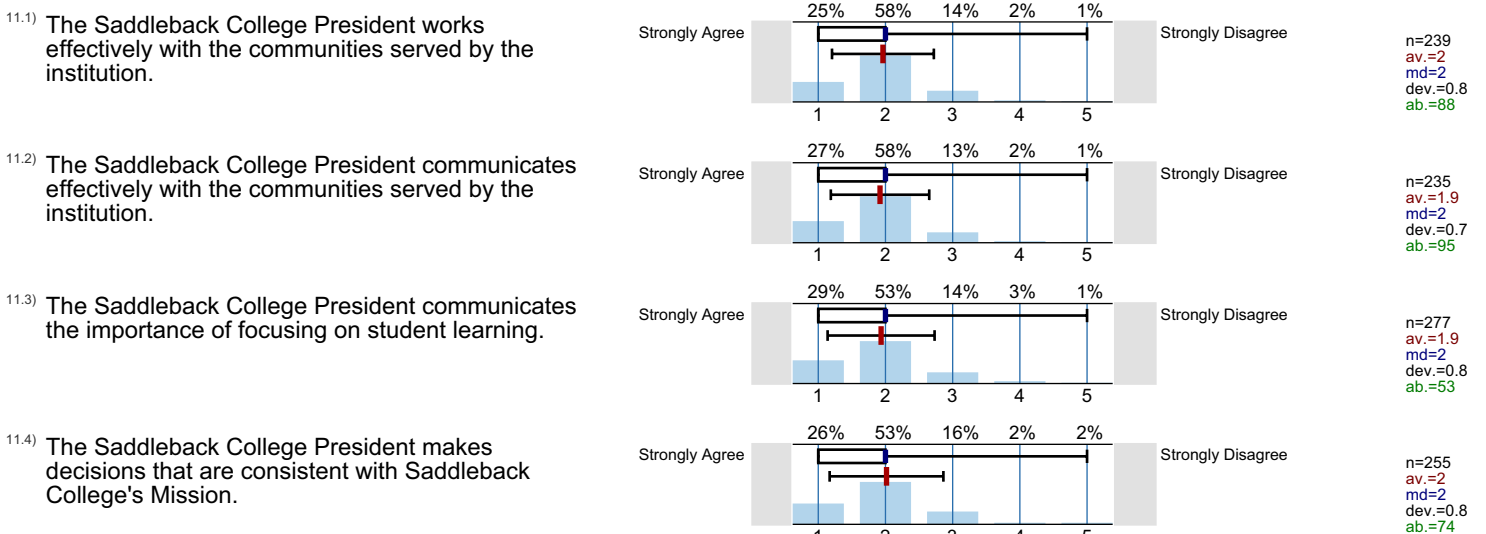 11.1) The Saddleback College President works
effectively with the communities served by the
institution.
25% 58% 14% 2% 1%
Strongly Agree Strongly Disagree
1 2 3 4 5
n=239
av.=2
md=2
dev.=0.8
ab.=88
11.2) The Saddleback College President communicates
effectively with the communities served by the
institution.
27% 58% 13% 2% 1%
Strongly Agree Strongly Disagree
1 2 3 4 5
n=235
av.=1.9
md=2
dev.=0.7
ab.=95
11.3) The Saddleback College President communicates
the importance of focusing on student learning.
29% 53% 14% 3% 1%
Strongly Agree Strongly Disagree
1 2 3 4 5
n=277
av.=1.9
md=2
dev.=0.8
ab.=53
11.4) The Saddleback College President makes
decisions that are consistent with Saddleback
College's Mission.
26% 53% 16% 2% 2%
Strongly Agree Strongly Disagree
1 2 3 4 5
n=255
av.=2
md=2
dev.=0.8
ab.=74